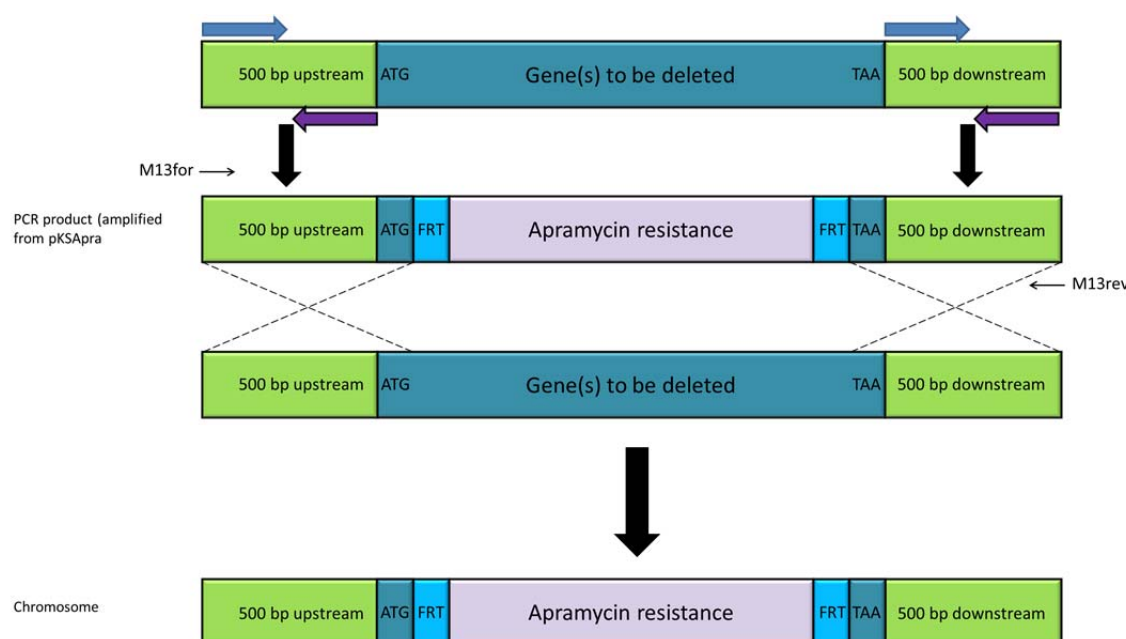 500 bp upstream ATG Gene(s) to be deleted TAA 500 bp downstream
M13for
PCR product (amplified
from pKSApra
500 bp upstream ATG FRT Apramycin resistance FRT TAA 500 bp downstream
M13rev
500 bp upstream ATG Gene(s) to be deleted TAA 500 bp downstream
Chromosome
500 bp upstream ATG FRT Apramycin resistance FRT TAA 500 bp downstream